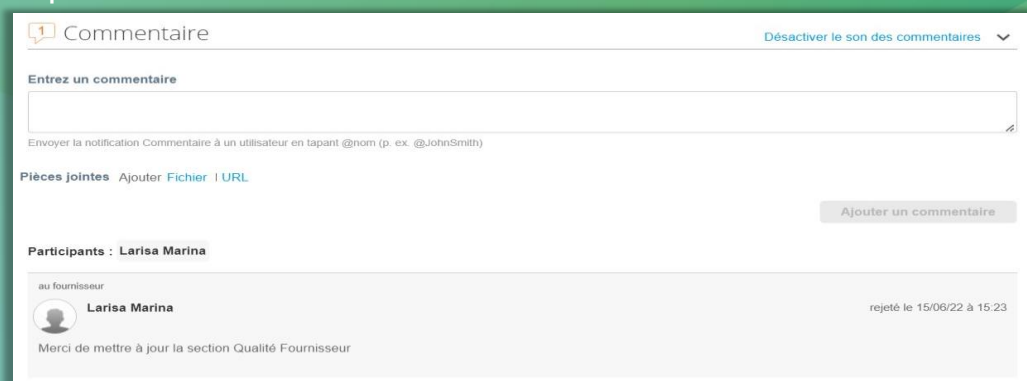 1 Commentaire
Désactiver le son des commentaires
Entrez un commentaire
Envoyer la notification Commentaire à un utilisateur en tapant @nom (p. ex. @JohnSmith)
Pièces jointes Ajouter Fichier | URL
Ajouter un commentaire
Participants : Larisa Marina
au fournisseur
Larisa Marina
rejeté le 15/06/22 à 15:23
Merci de mettre à jour la section Qualité Fournisseur